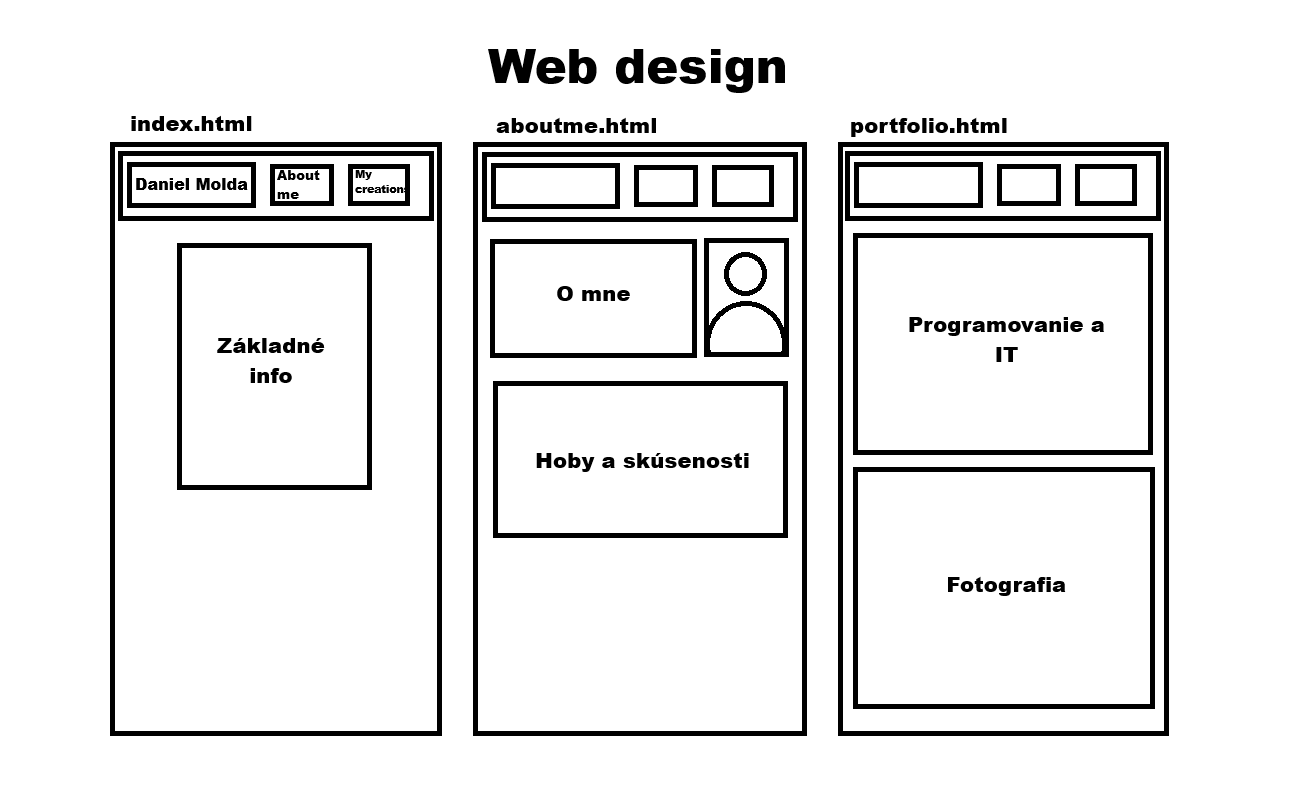 Web design
index.html
Daniel Molda
About
me
My
creations
Základné
info
aboutme.html
O mne
Hoby a skúsenosti
portfolio.html
Programovanie a
IT
Fotografia